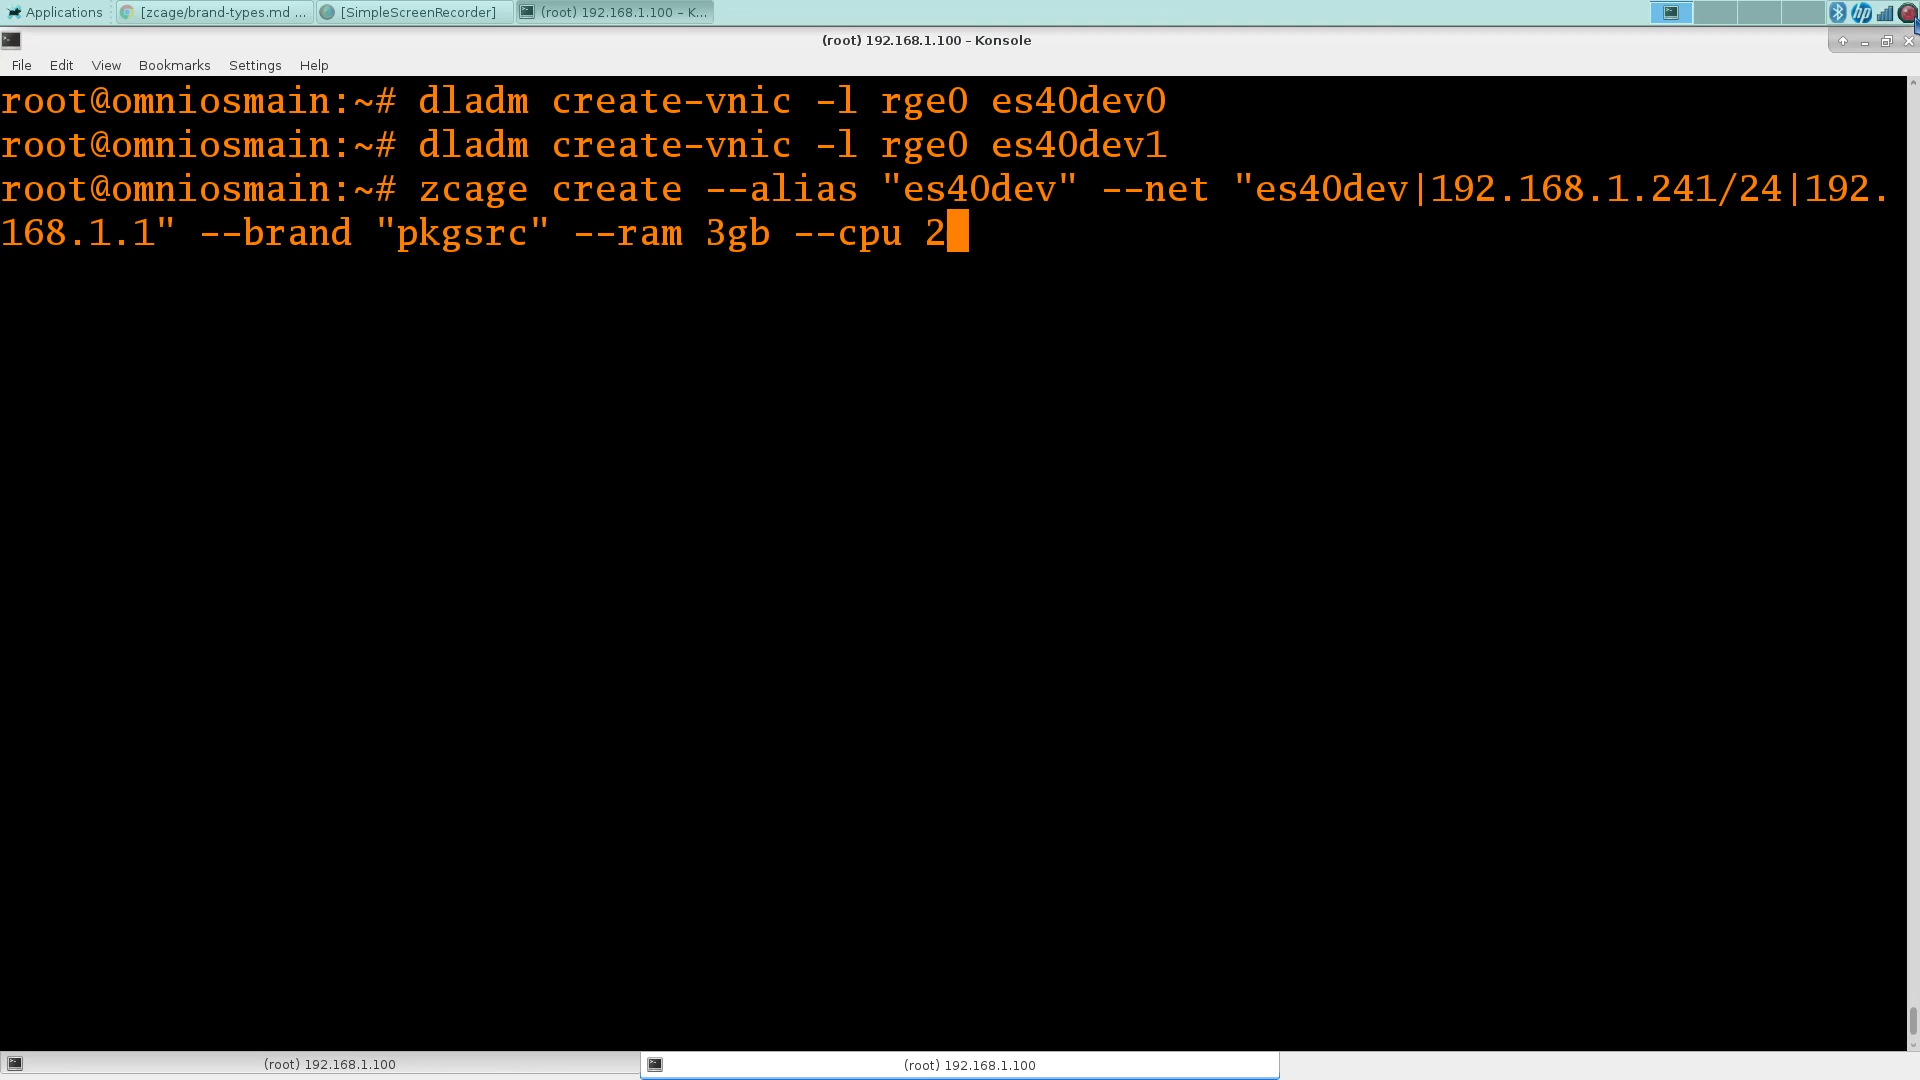 Applications [zcage/brand-types.md ... [SimpleScreenRecorder] (root) 192.168.1.100 – K...
(root) 192.168.1.100 – Konsole
File Edit View Bookmarks Settings Help
root@omniosmain:~# dladm create-vnic -l rge0 es40dev0
root@omniosmain:~# dladm create-vnic -l rge0 es40dev1
root@omniosmain:~# zcage create --alias "es40dev" --net "es40dev|192.168.1.241/24|192.
168.1.1" --brand "pkgsrc" --ram 3gb --cpu 2
(root) 192.168.1.100 (root) 192.168.1.100